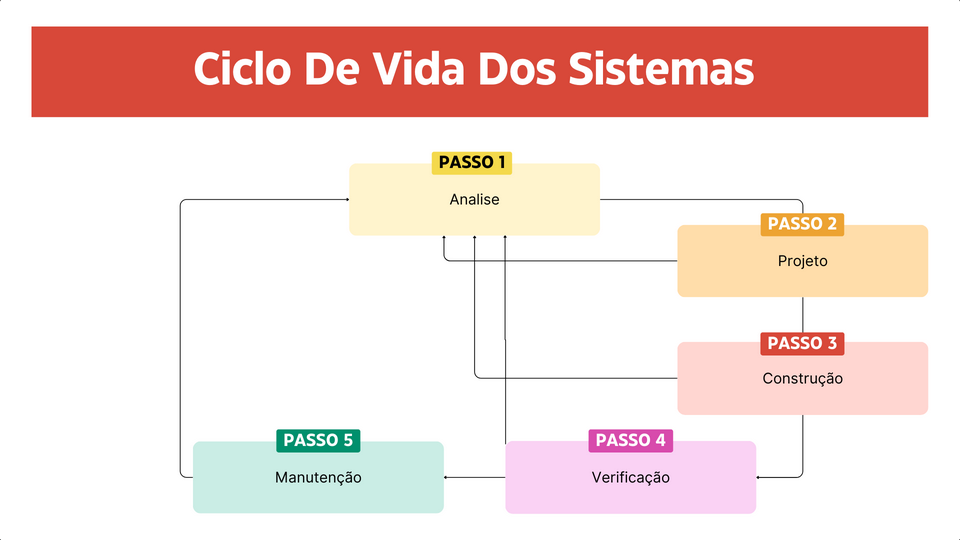 Ciclo De Vida Dos Sistemas
PASSO 1
Analise
PASSO 2
Projeto
PASSO 3
Construção
PASSO 4
Verificação
PASSO 5
Manutenção